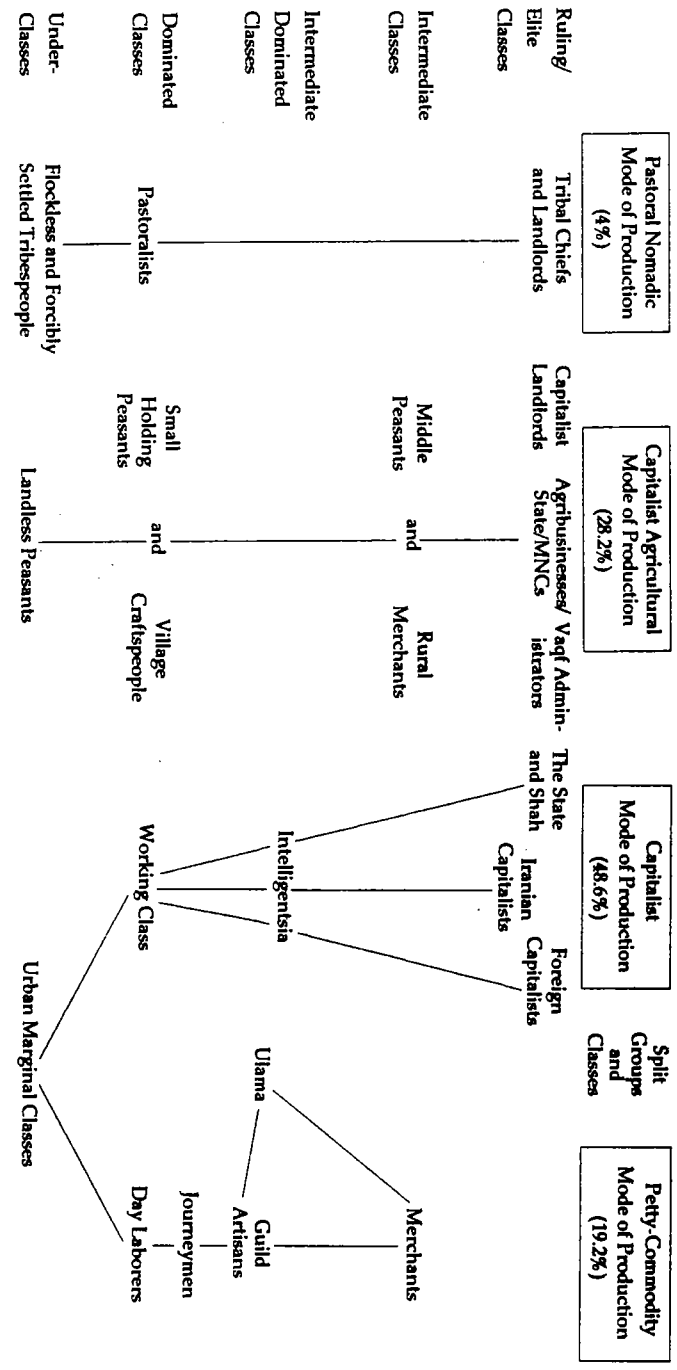 Pastoral Nomadic
Mode of Production
(4%)
Capitalist Agricultural
Mode of Production
(28.2%)
Capitalist
Mode of Production
(48.6%)
Split
Groups
and
Classes
Petty-Commodity
Mode of Production
(19.2%)
Ruling/
Elite
Classes
Tribal Chiefs
and Landlords
Capitalist
Landlords
Agribusinesses/
State/MNCs
Vaqf Admin-
istrators
The State
and Shah
Iranian
Capitalists
Foreign
Capitalists
Intermediate
Classes
Middle
Peasants
and
Rural
Merchants
Merchants
Intermediate
Dominated
Classes
Intelligentsia
Ulama
Guild
Artisans
Journeymen
Dominated
Classes
Pastoralists
Small
Holding
Peasants
and
Village
Craftspeople
Working Class
Day Laborers
Under-
Classes
Flockless and Forcibly
Settled Tribespeople
Landless Peasants
Urban Marginal Classes